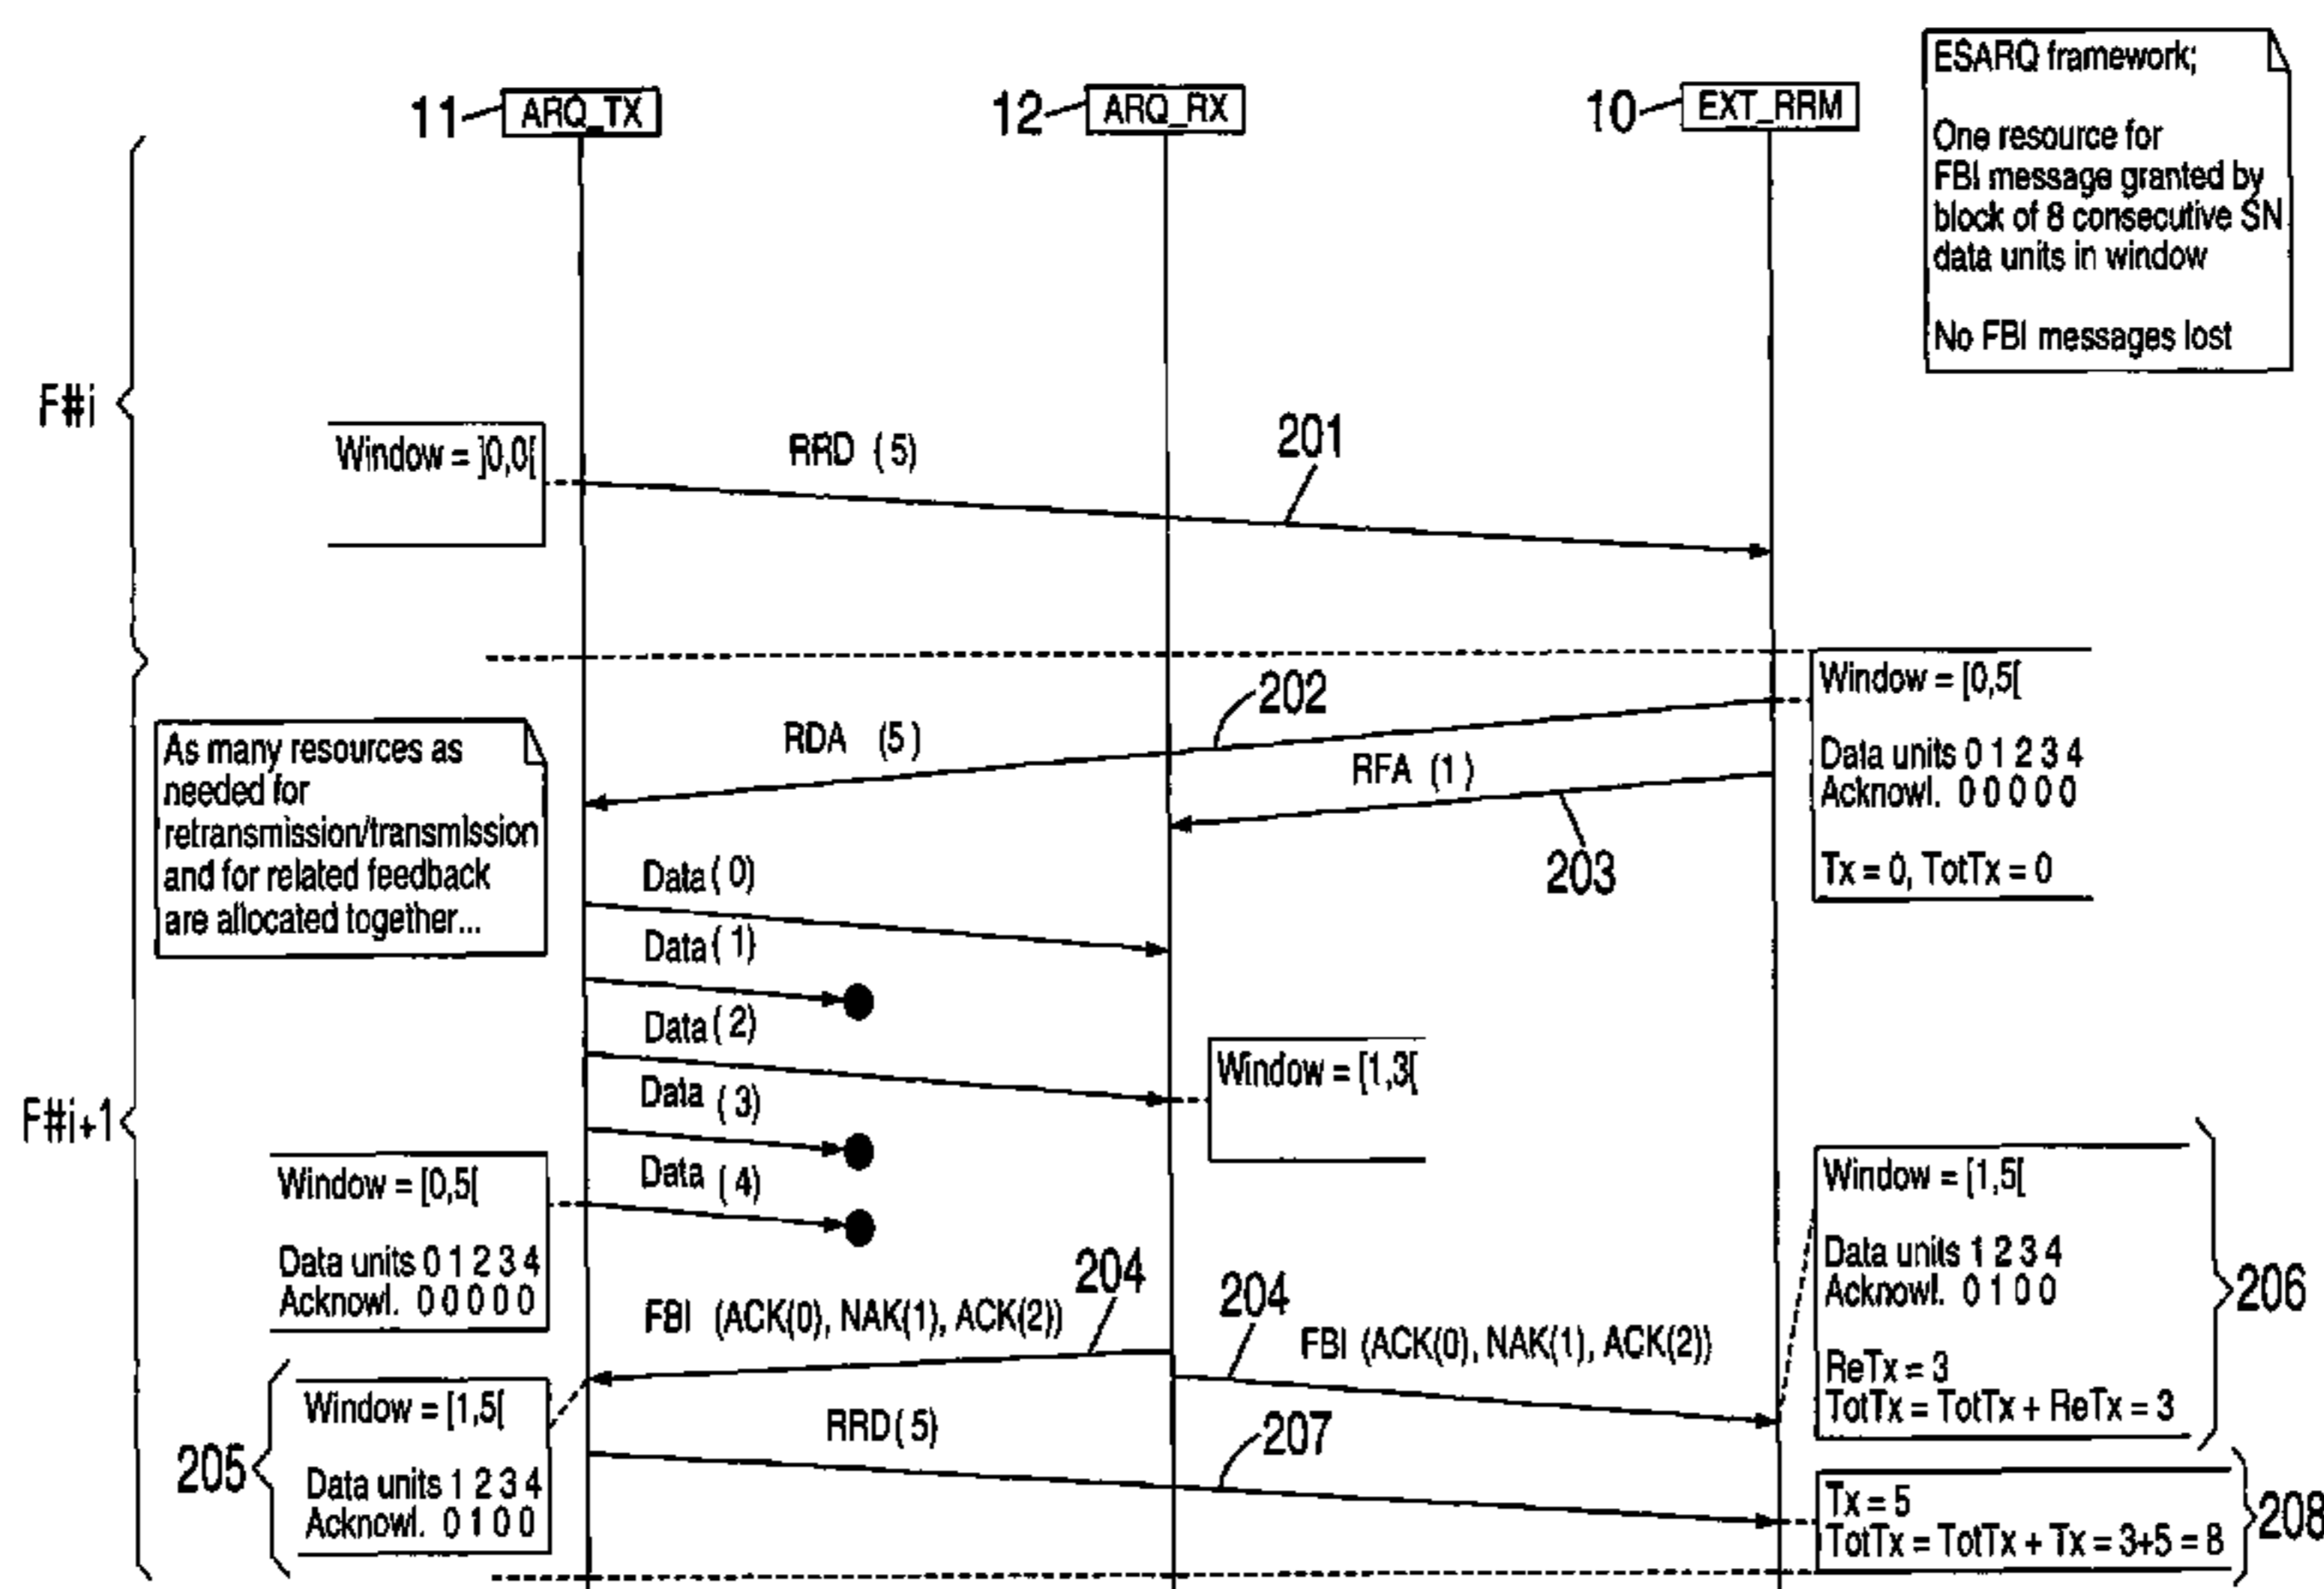 ESARQ framework;
One resource for
FBI message granted by
block of 8 consecutive SN
data units in window
No FBI messages lost
11
ARQ_TX
12
ARQ_RX
10
EXT_RRM
F#i
Window = ]0,0[
RRD (5)
201
Window = [0,5[
Data units 0 1 2 3 4
Acknowl. 0 0 0 0 0
Tx = 0, TotTx = 0
202
RDA (5)
RFA (1)
203
As many resources as
needed for
retransmission/transmission
and for related feedback
are allocated together...
Data(0)
Data(1)
Data(2)
Window = [1,3[
Data (3)
Data (4)
F#i+1
Window = [0,5[
Data units 0 1 2 3 4
Acknowl. 0 0 0 0 0
204
FBI (ACK(0), NAK(1), ACK(2))
204
FBI (ACK(0), NAK(1), ACK(2))
Window = [1,5[
Data units 1 2 3 4
Acknowl. 0 1 0 0
ReTx = 3
TotTx = TotTx + ReTx = 3
206
205
Window = [1,5[
Data units 1 2 3 4
Acknowl. 0 1 0 0
RRD(5)
207
Tx = 5
TotTx = TotTx + Tx = 3+5 = 8
208